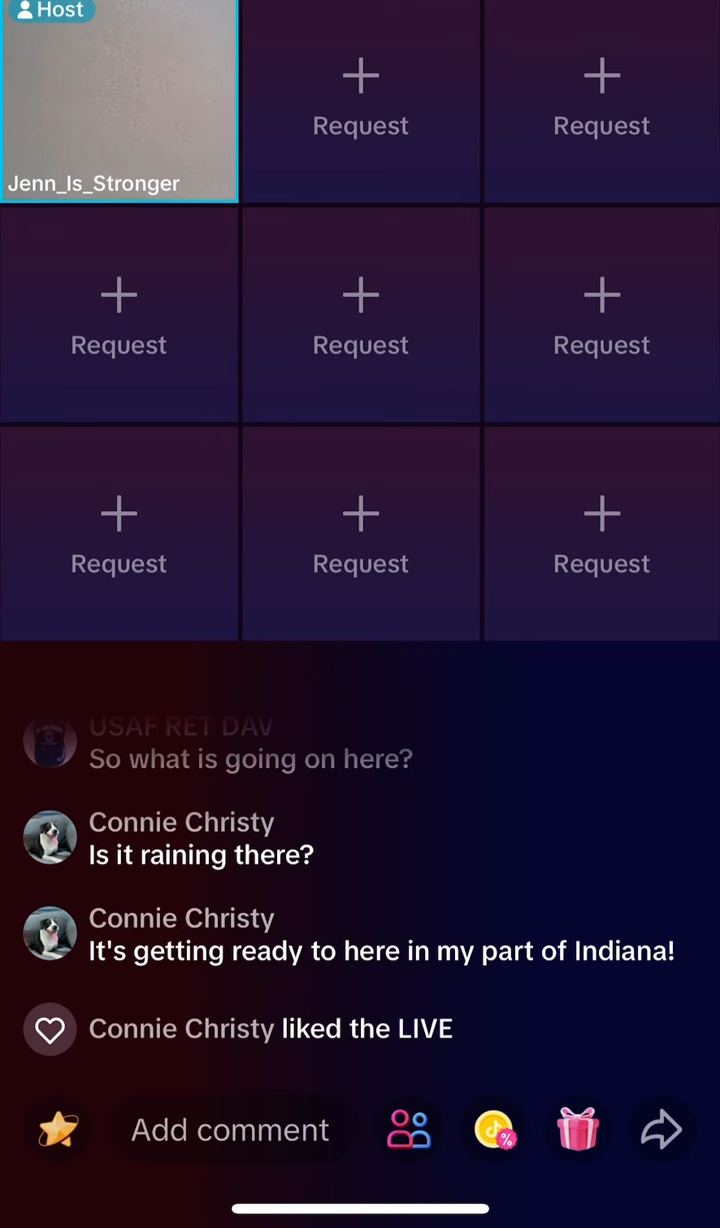 Host
Jenn_Is_Stronger
Request
Request
Request
Request
Request
Request
Request
Request
USAF RET DAV
So what is going on here?
Connie Christy
Is it raining there?
Connie Christy
It's getting ready to here in my part of Indiana!
Connie Christy liked the LIVE
Add comment
%